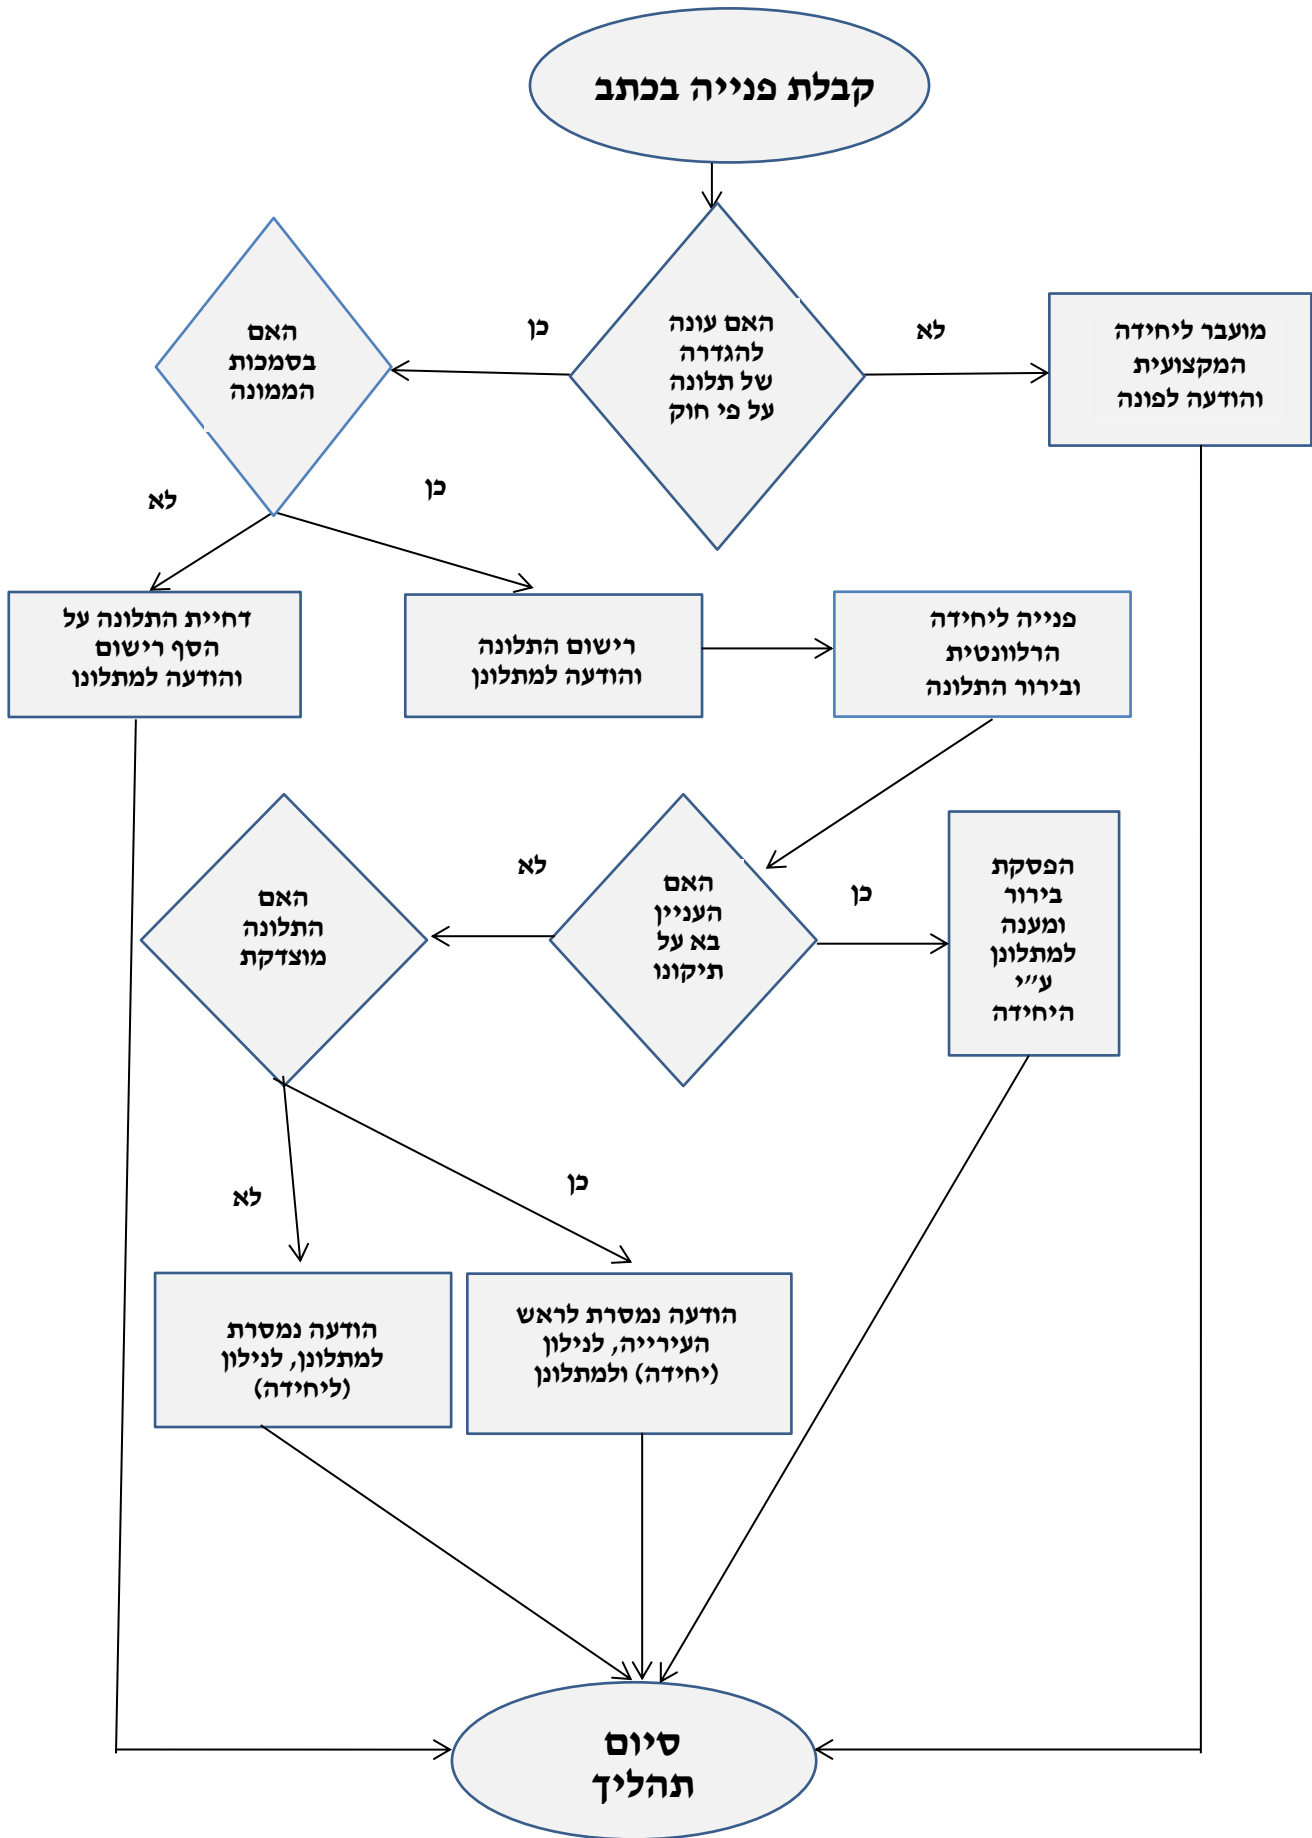 קבלת פנייה בכתב
האם עונה
להגדרה
של תלונה
על פי חוק
לא
מועבר ליחידה
המקצועית
והודעה לפונה
כן
האם
בסמכות
הממונה
לא
דחיית התלונה על
הסף רישום
והודעה למתלונן
כן
רישום התלונה
והודעה למתלונן
פנייה ליחידה
הרלוונטית
ובירור התלונה
האם
העניין
בא על
תיקונו
כן
הפסקת
בירור
ומענה
למתלונן
ע״י
היחידה
לא
האם
התלונה
מוצדקת
כן
הודעה נמסרת לראש
העירייה, לנילון
(יחידה) ולמתלונן
לא
הודעה נמסרת
למתלונן, לנילון
(ליחידה)
סיום
תהליך